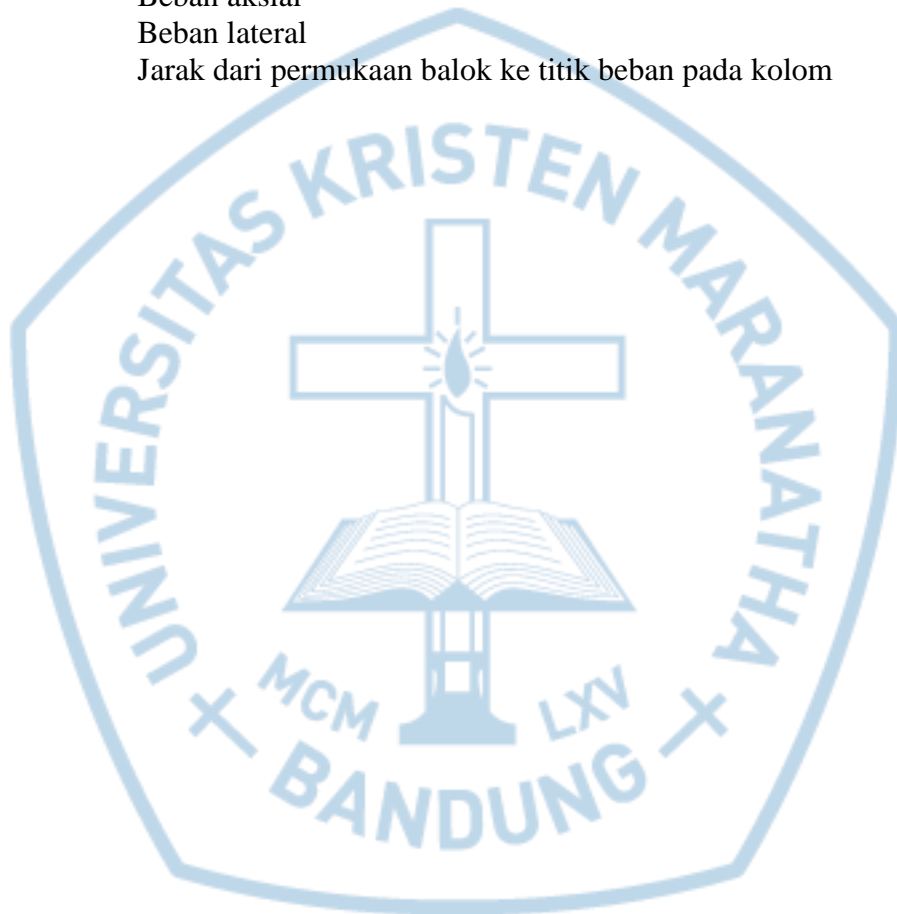 Beban aksial
Beban lateral
Jarak dari permukaan balok ke titik beban pada kolom
UNIVERSITAS KRISTEN MARANATHA
MCM LXV
BANDUNG